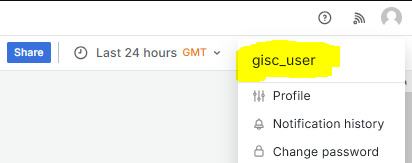 Share Last 24 hours GMT
gisc_user
Profile
Notification history
Change password